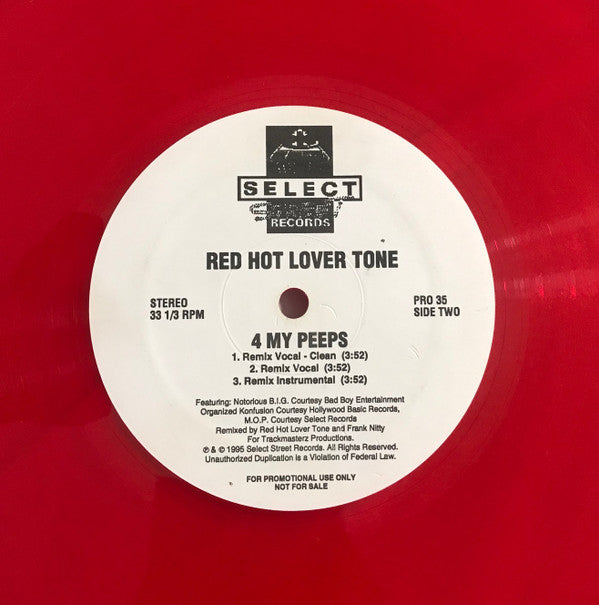 SELECT
RECORDS
RED HOT LOVER TONE
STEREO
33 1/3 RPM
PRO 35
SIDE TWO
4 MY PEEPS
1. Remix Vocal - Clean (3:52)
2. Remix Vocal (3:52)
3. Remix Instrumental (3:52)
Featuring: Notorious B.I.G. Courtesy Bad Boy Entertainment
Organized Konfusion Courtesy Hollywood Basic Records,
M.O.P. Courtesy Select Records
Remixed by Red Hot Lover Tone and Frank Nitty
For Trackmasterz Productions.
℗ & © 1995 Select Street Records. All Rights Reserved.
Unauthorized Duplication is a Violation of Federal Law.
FOR PROMOTIONAL USE ONLY
NOT FOR SALE